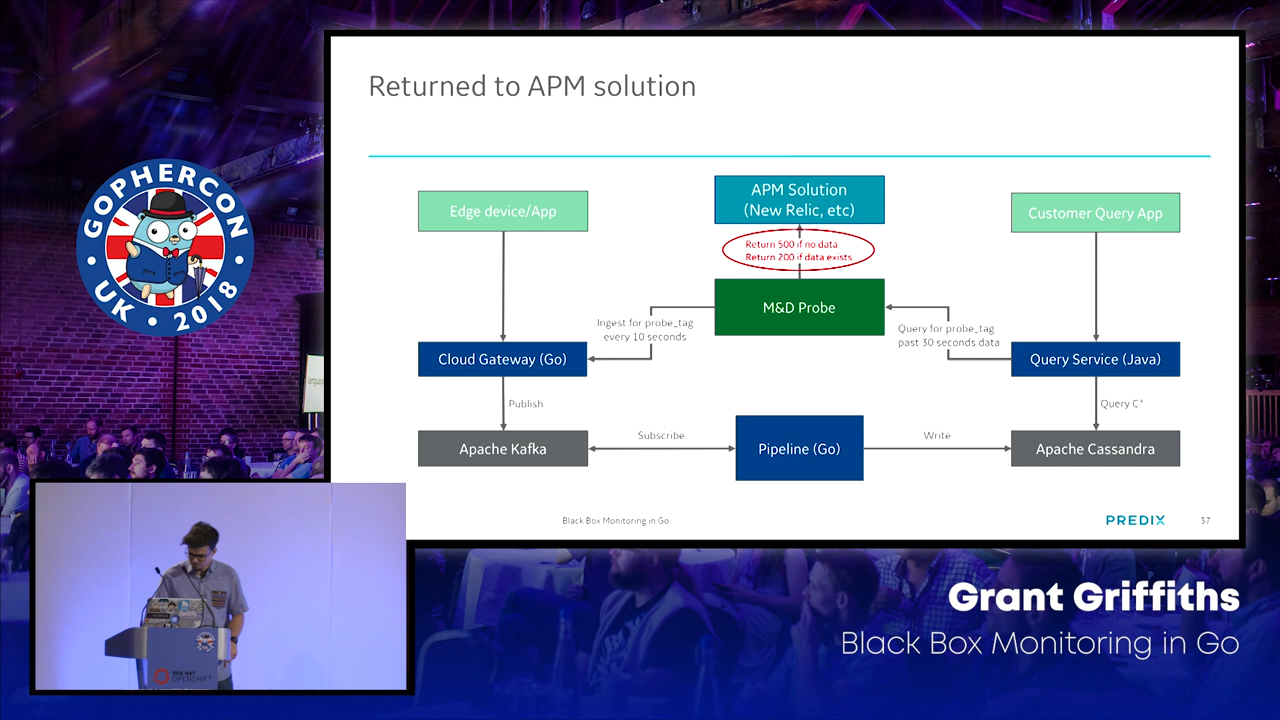 Returned to APM solution
Edge device/App
APM Solution
(New Relic, etc)
Customer Query App
Return 500 if no data
Return 200 if data exists
M&D Probe
Ingest for probe_tag
every 10 seconds
Query for probe_tag
past 30 seconds data
Cloud Gateway (Go)
Query Service (Java)
Publish
Query C*
Apache Kafka
Subscribe
Pipeline (Go)
Write
Apache Cassandra
Black Box Monitoring in Go
PREDIX
37
GOPHERCON
UK • 2018
RED HAT
OPENSHIFT
Grant Griffiths
Black Box Monitoring in Go